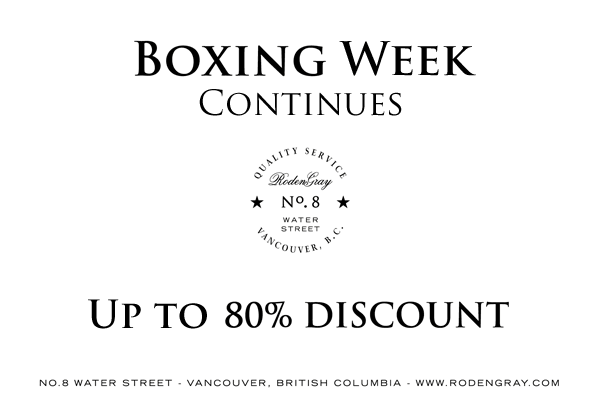 BOXING WEEK
CONTINUES
QUALITY SERVICE
RodenGray
★ No. 8 ★
WATER
STREET
VANCOUVER, B.C.
UP TO 80% DISCOUNT
NO.8 WATER STREET - VANCOUVER, BRITISH COLUMBIA - WWW.RODENGRAY.COM